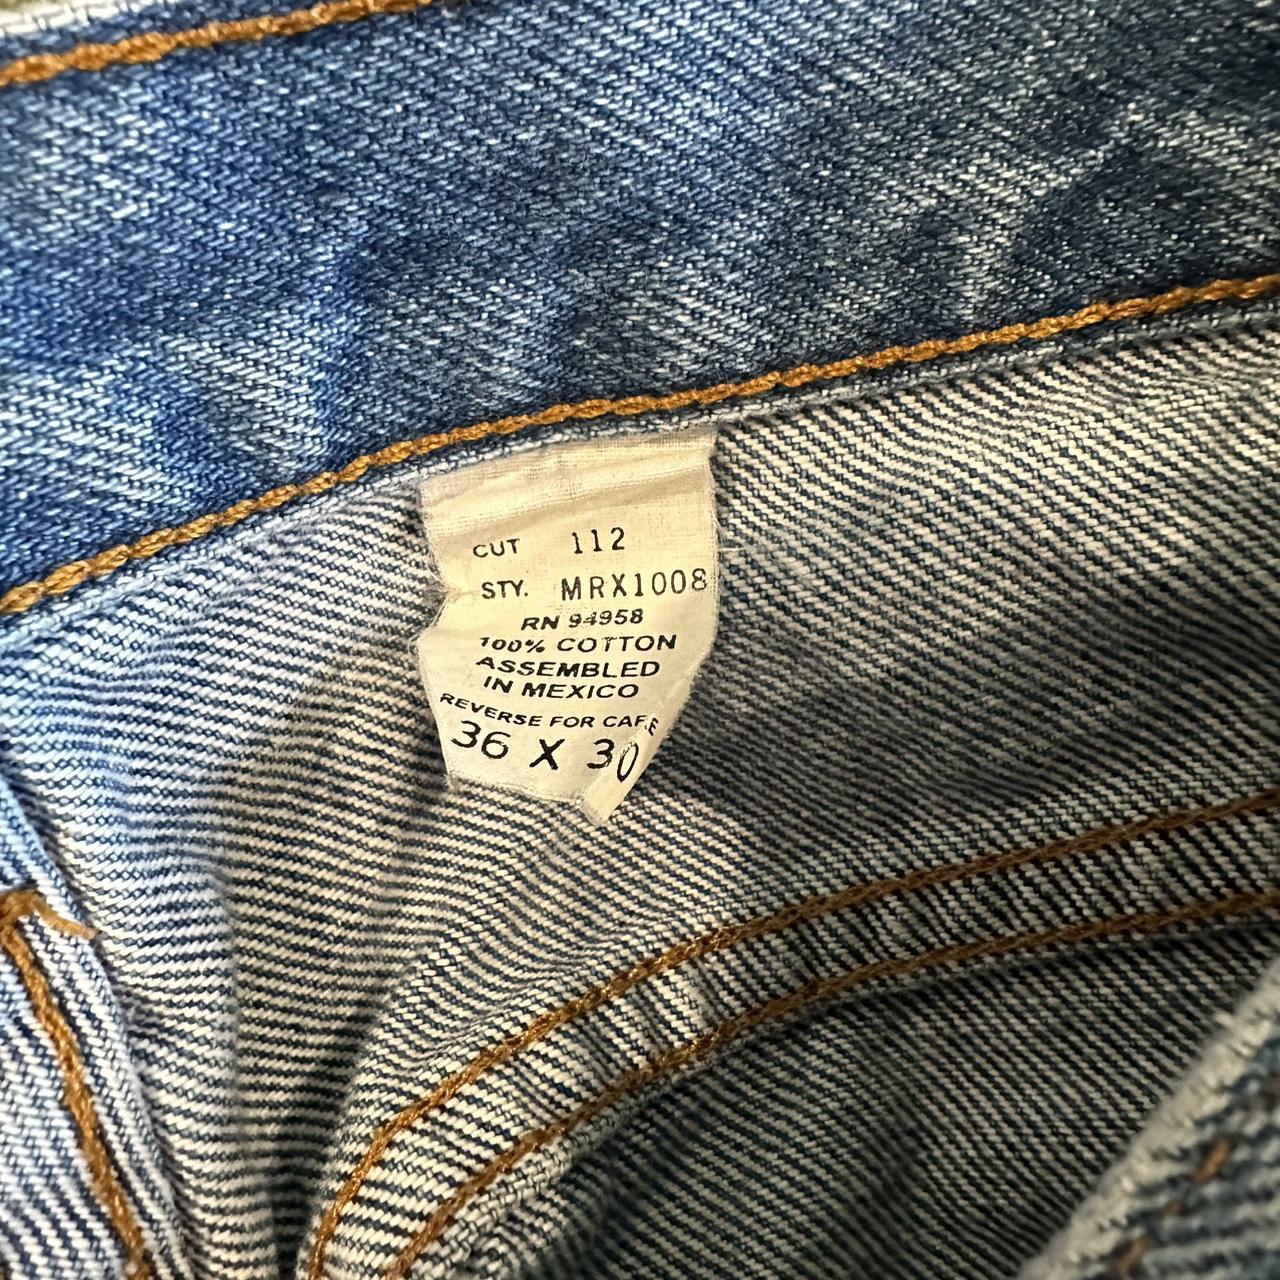 CUT 112
STY. MRX1008
RN 94958
100% COTTON
ASSEMBLED
IN MEXICO
REVERSE FOR CARE
36 X 30